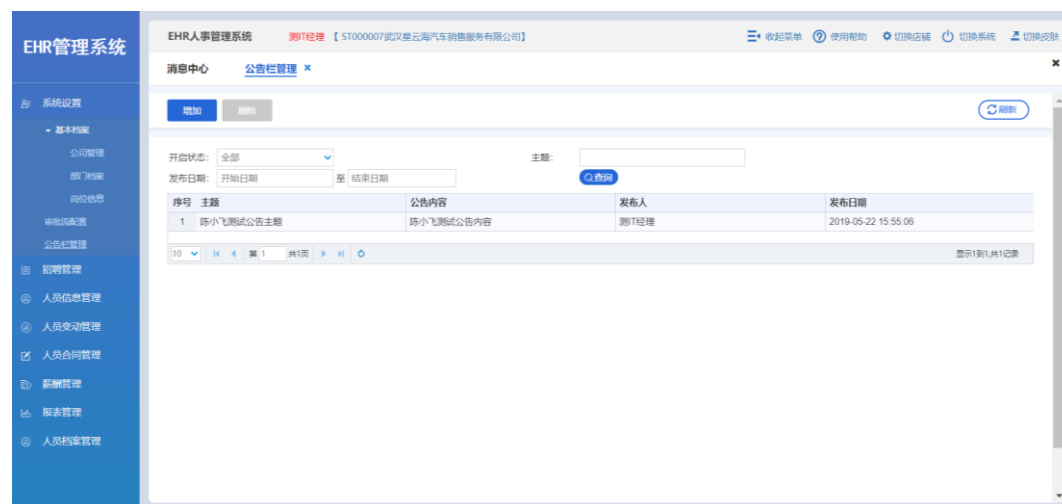 EHR管理系统
EHR人事管理系统 测IT经理 【 ST000007武汉星云海汽车销售服务有限公司】 收起菜单 使用帮助 切换店铺 切换系统 切换皮肤
消息中心 公告栏管理
系统设置
基本档案
公司管理
部门档案
岗位信息
审批流配置
公告栏管理
招聘管理
人员信息管理
人员变动管理
人员合同管理
薪酬管理
报表管理
人员档案管理
增加 删除 刷新
开启状态: 全部 主题:
发布日期: 开始日期 至 结束日期 查询
序号 主题 公告内容 发布人 发布日期
1 陈小飞测试公告主题 陈小飞测试公告内容 测IT经理 2019-05-22 15:55:06
10 第 1 共1页 显示1到1,共1记录